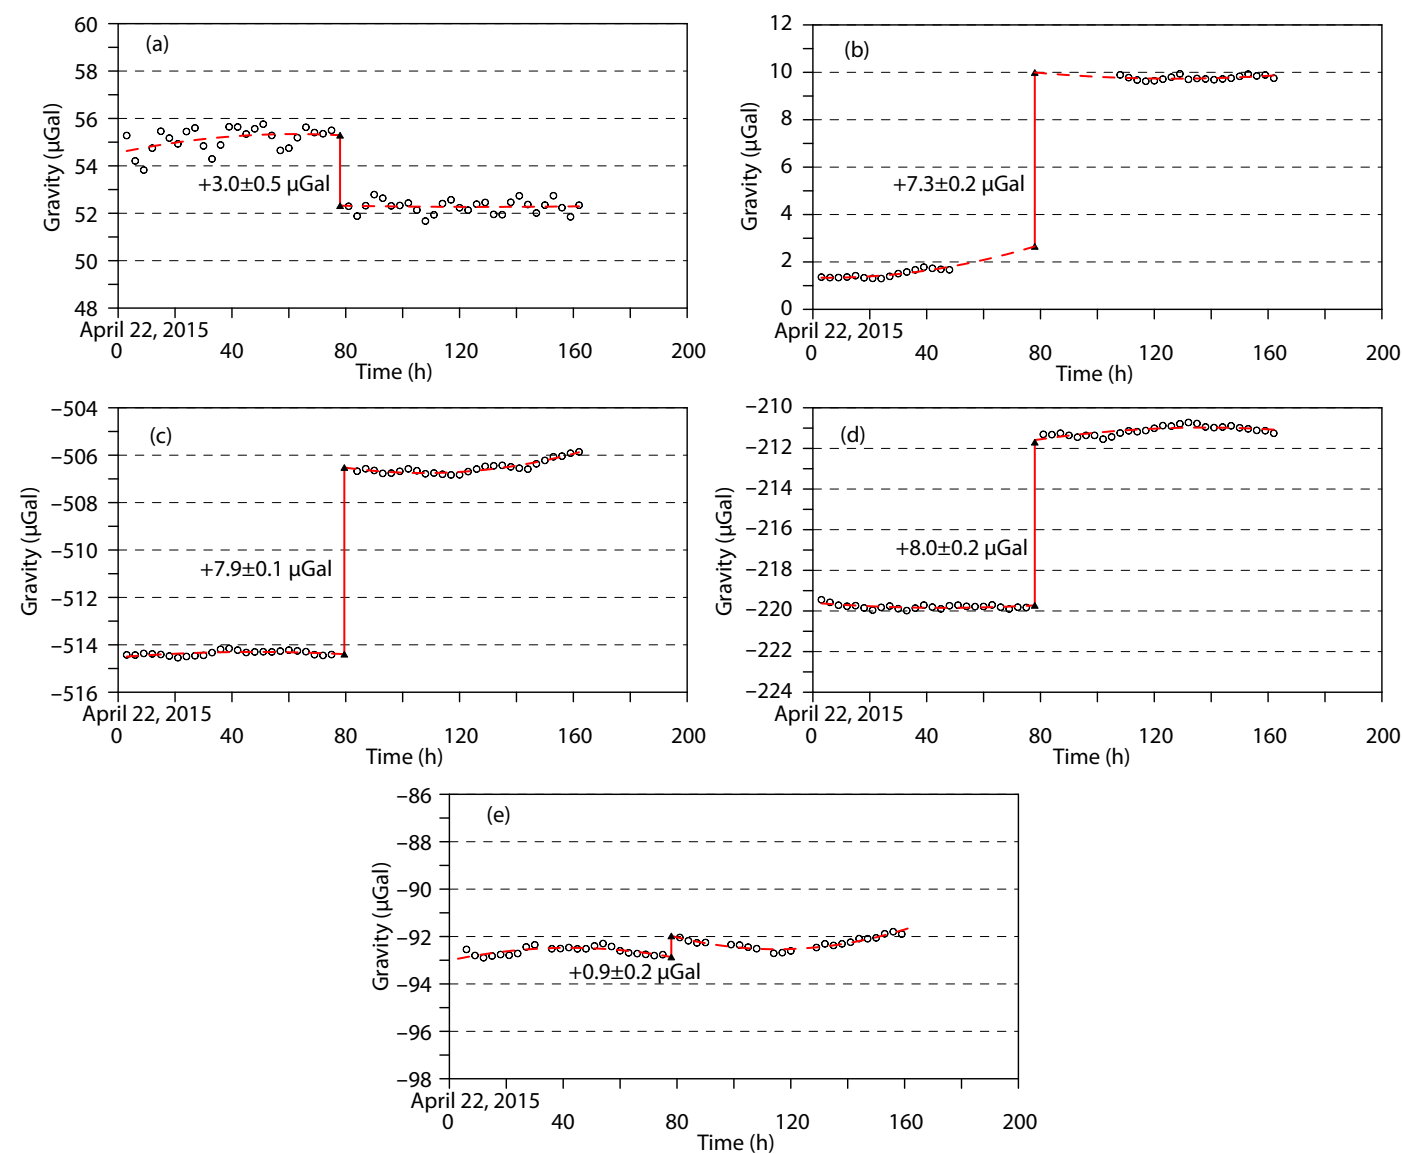 (a)
60
58
56
54
52
50
48
Gravity (μGal)
+3.0±0.5 μGal
April 22, 2015
0 40 80 120 160 200
Time (h)
(b)
12
10
8
6
4
2
0
Gravity (μGal)
+7.3±0.2 μGal
April 22, 2015
0 40 80 120 160 200
Time (h)
(c)
−504
−506
−508
−510
−512
−514
−516
Gravity (μGal)
+7.9±0.1 μGal
April 22, 2015
0 40 80 120 160 200
Time (h)
(d)
−210
−212
−214
−216
−218
−220
−222
−224
Gravity (μGal)
+8.0±0.2 μGal
April 22, 2015
0 40 80 120 160 200
Time (h)
(e)
−86
−88
−90
−92
−94
−96
−98
Gravity (μGal)
+0.9±0.2 μGal
April 22, 2015
0 40 80 120 160 200
Time (h)